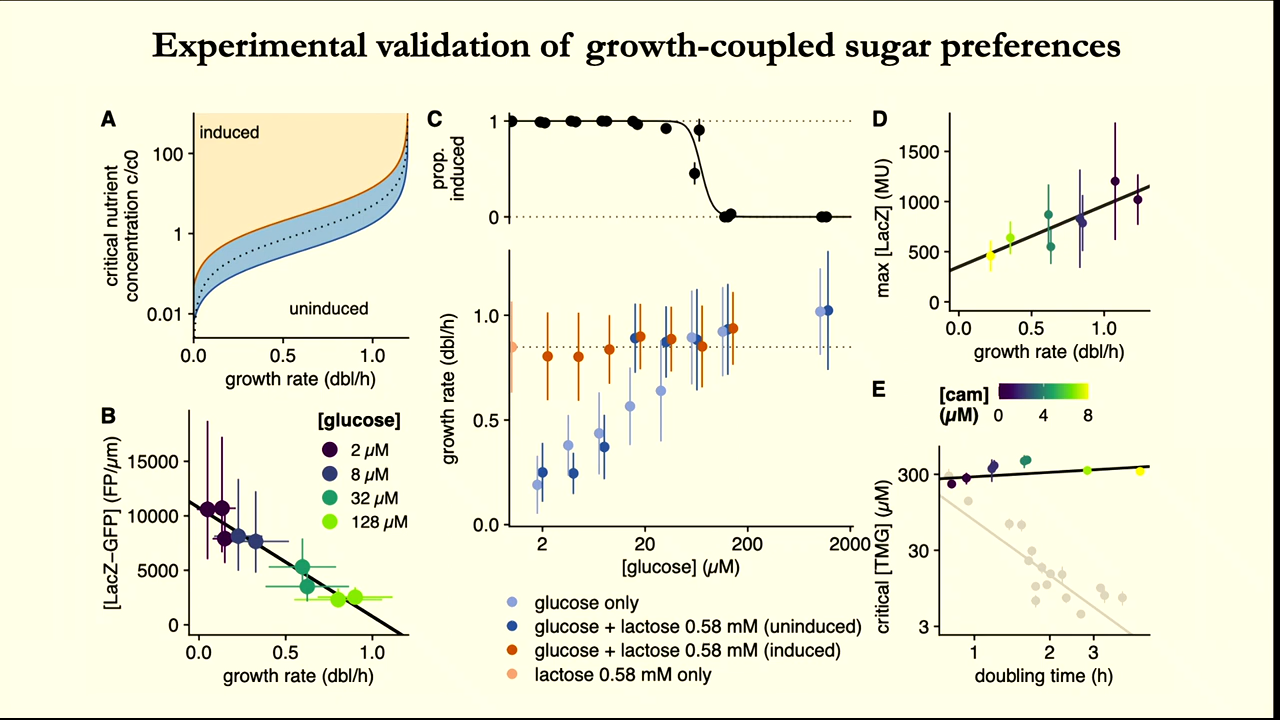 Experimental validation of growth-coupled sugar preferences
A
critical nutrient
concentration c/c0
100
1
0.01
induced
uninduced
0.0
0.5
1.0
growth rate (dbl/h)
B
[LacZ–GFP] (FP/µm)
15000
10000
5000
0
[glucose]
2 µM
8 µM
32 µM
128 µM
0.0
0.5
1.0
growth rate (dbl/h)
C
prop.
induced
1
0
growth rate (dbl/h)
1.0
0.5
0.0
2
20
200
2000
[glucose] (µM)
glucose only
glucose + lactose 0.58 mM (uninduced)
glucose + lactose 0.58 mM (induced)
lactose 0.58 mM only
D
max [LacZ] (MU)
1500
1000
500
0
0.0
0.5
1.0
growth rate (dbl/h)
E
[cam]
(µM)
0
4
8
critical [TMG] (µM)
300
30
3
1
2
3
doubling time (h)